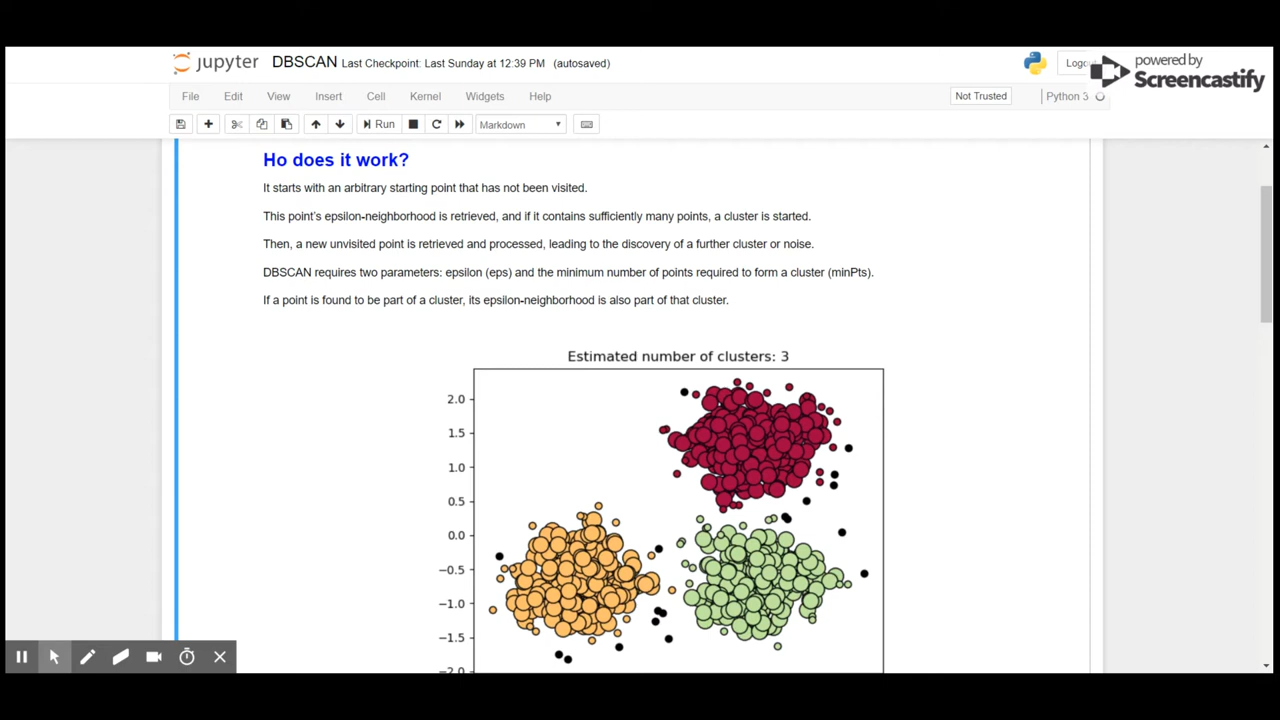 jupyter DBSCAN Last Checkpoint: Last Sunday at 12:39 PM (autosaved)
Logo
powered by
Screencastify
File Edit View Insert Cell Kernel Widgets Help
Not Trusted
Python 3
Run
Markdown
Ho does it work?
It starts with an arbitrary starting point that has not been visited.
This point's epsilon-neighborhood is retrieved, and if it contains sufficiently many points, a cluster is started.
Then, a new unvisited point is retrieved and processed, leading to the discovery of a further cluster or noise.
DBSCAN requires two parameters: epsilon (eps) and the minimum number of points required to form a cluster (minPts).
If a point is found to be part of a cluster, its epsilon-neighborhood is also part of that cluster.
Estimated number of clusters: 3
2.0
1.5
1.0
0.5
0.0
−0.5
−1.0
−1.5
−2.0